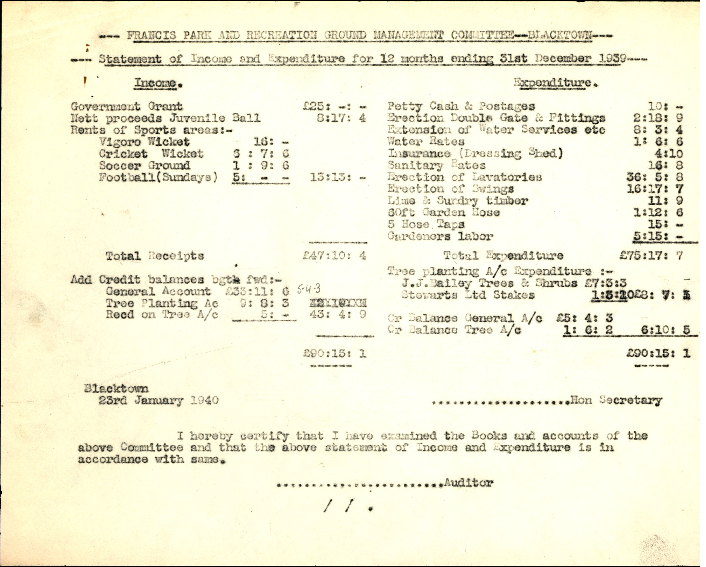 --- FRANCIS PARK AND RECREATION GROUND MANAGEMENT COMMITTEE--BLACKTOWN---
--- Statement of Income and Expenditure for 12 months ending 31st December 1939---
Income.
Government Grant £25: -: -
Nett proceeds Juvenile Ball 8:17: 4
Rents of Sports areas:-
Vigoro Wicket 16: -
Cricket Wicket 6 : 7: 6
Soccer Ground 1 : 9: 6
Football(Sundays) 5: - 13:13: -
Total Receipts £47:10: 4
Add Credit balances bgth fwd:-
General Account £33:11: 6
Tree Planting Ac 9: 8: 3
Recd on Tree A/c 5: - 43: 4: 9
£90:15: 1
Expenditure.
Petty Cash & Postages 10: -
Erection Double Gate & Fittings 2:18: 9
Extension of Water Services etc 8: 3: 4
Water Rates 1: 6: 6
Insurance (Dressing Shed) 4:10
Sanitary Rates 16: 8
Erection of Lavatories 36: 5: 8
Erection of Swings 16:17: 7
Lime & Sundry timber 11: 9
60ft Garden Hose 1:12: 6
5 Hose Taps 15: -
Gardeners labor 5:15: -
Total Expenditure £75:17: 7
Tree planting A/c Expenditure :-
J.J.Bailey Trees & Shrubs £7:3:3
Stewarts Ltd Stakes £8: 7: 1
Cr Balance General A/c £5: 4: 3
Cr Balance Tree A/c 1: 6: 2 6:10: 5
£90:15: 1
Blacktown
23rd January 1940
......................Hon Secretary
I hereby certify that I have examined the Books and accounts of the
above Committee and that the above statement of Income and Expenditure is in
accordance with same.
..........................Auditor
11.